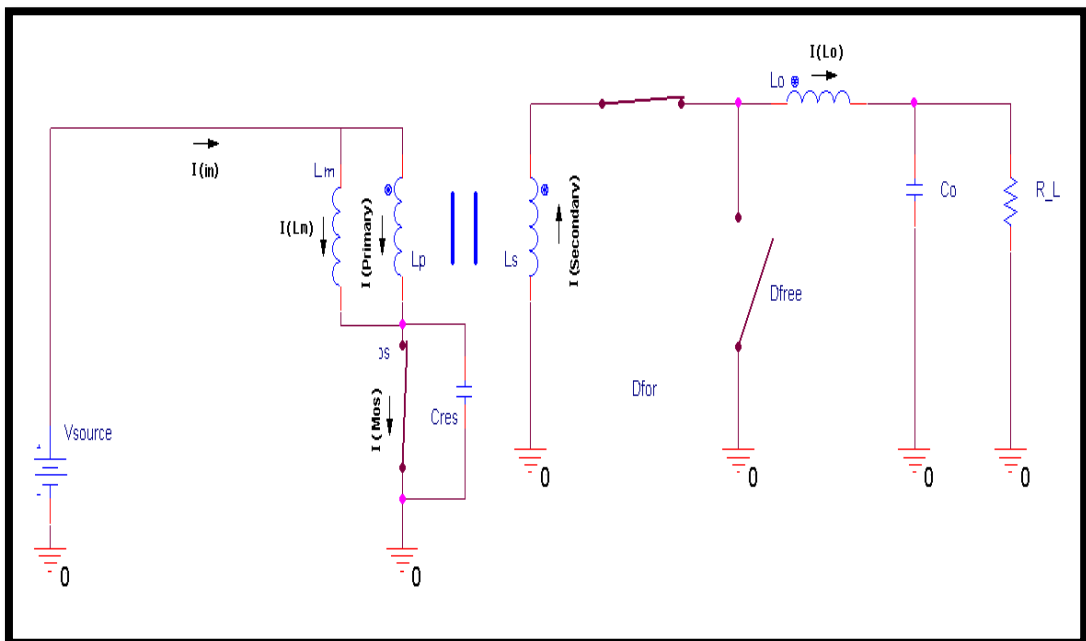 I(Lo)
Lo
I(in)
Lm
I(Lm)
I(Primary)
Lp
Ls
I(Secondary)
Co
R_L
Dfree
Dfor
I(Mos)
Cres
Vsource
+
-
0
0
0
0
0
0